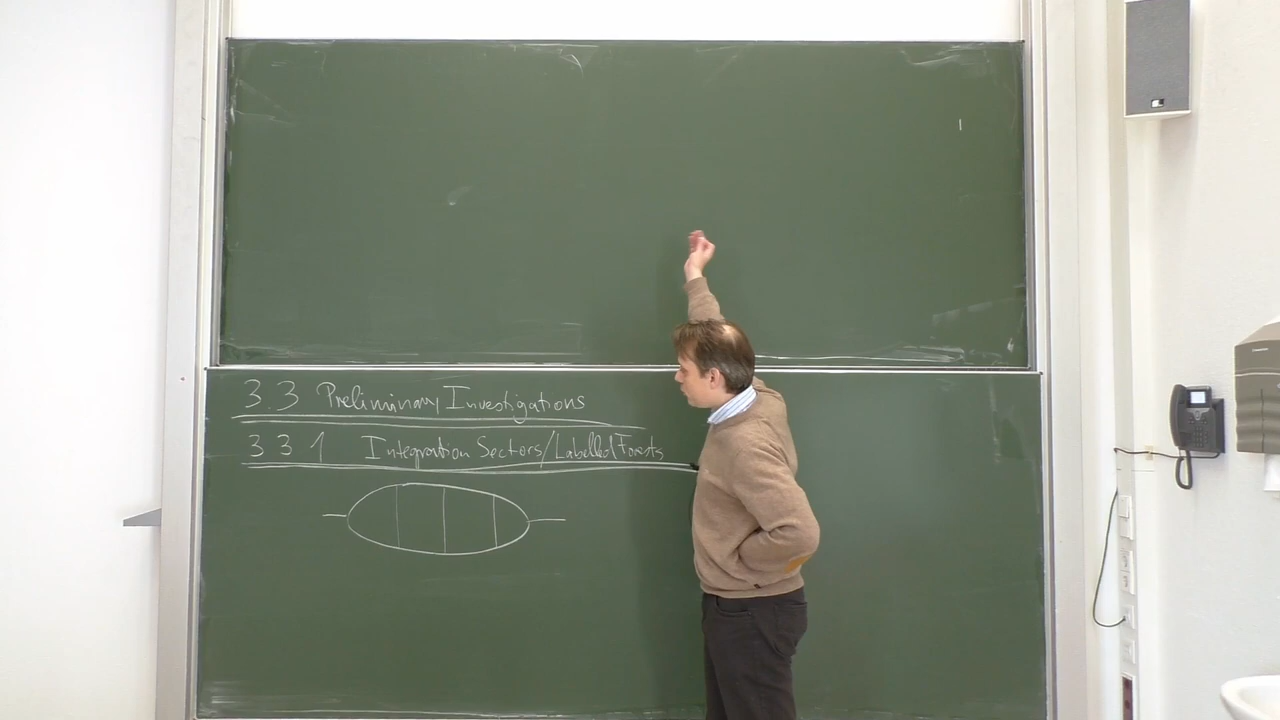 3.3 Preliminary Investigations
3 3 1 Integration Sectors/Labelled Forests